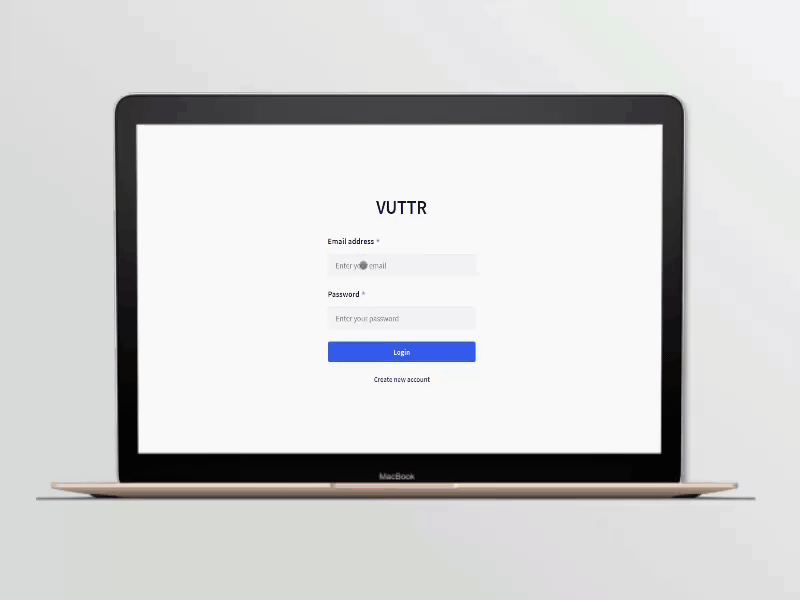 VUTTR
Email address *
Enter your email
Password *
Enter your password
Login
Create new account
MacBook